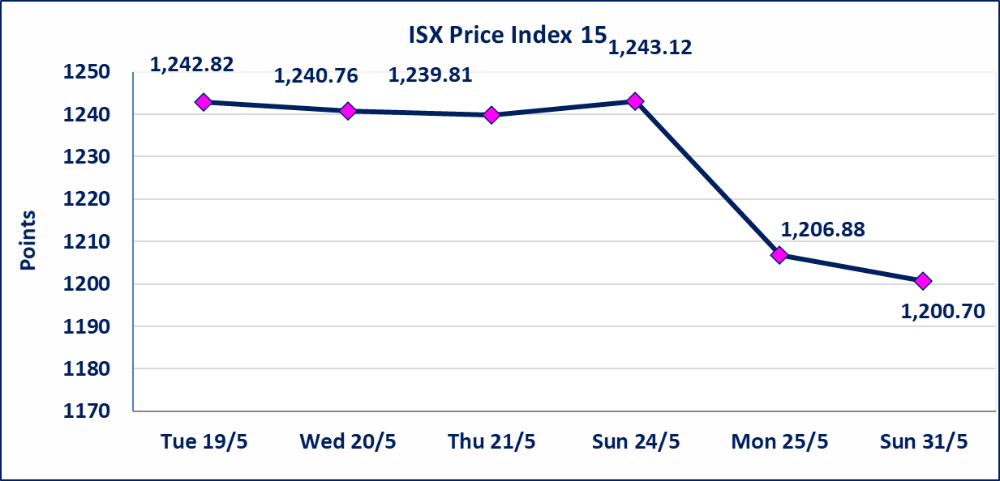 ISX Price Index 15
1,242.82
1,240.76
1,239.81
1,243.12
1,206.88
1,200.70
1250
1240
1230
1220
1210
1200
1190
1180
1170
Points
Tue 19/5
Wed 20/5
Thu 21/5
Sun 24/5
Mon 25/5
Sun 31/5